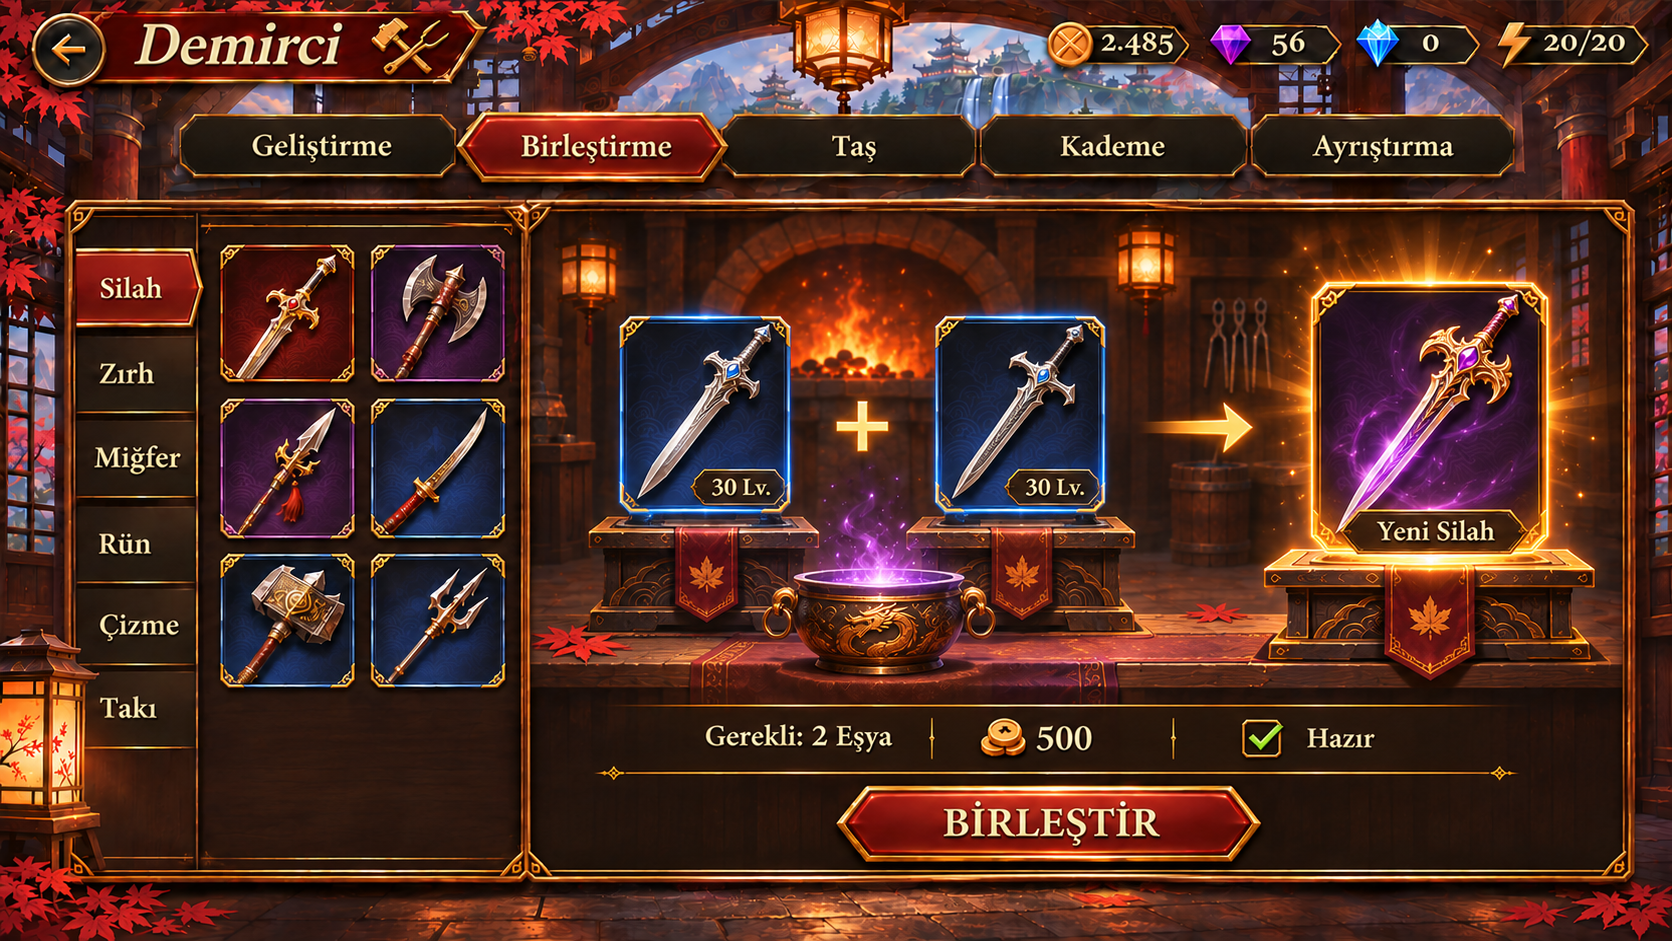 Demirci
2.485
56
0
20/20
Geliştirme
Birleştirme
Taş
Kademe
Ayrıştırma
Silah
Zırh
Miğfer
Rün
Çizme
Takı
30 Lv.
30 Lv.
Yeni Silah
Gerekli: 2 Eşya
500
Hazır
BİRLEŞTİR